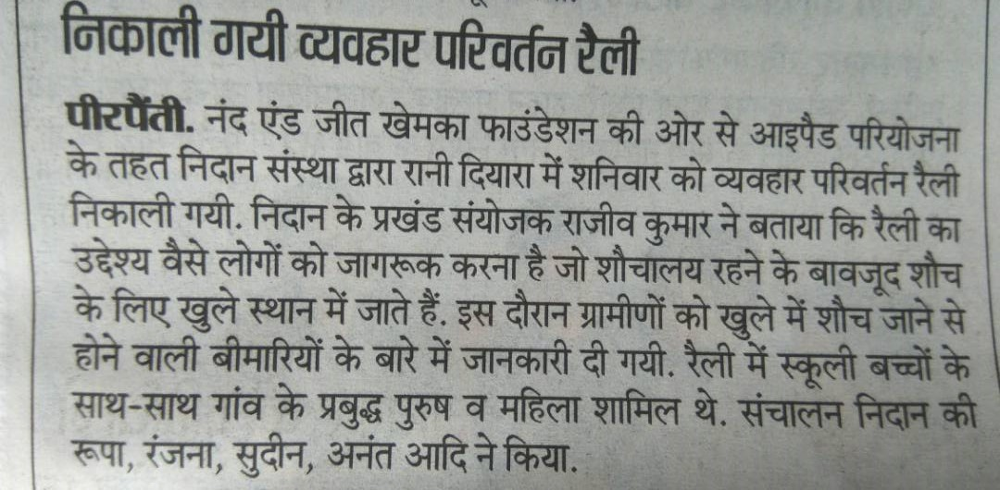 निकाली गयी व्यवहार परिवर्तन रैली
पीरपैंती. नंद एंड जीत खेमका फाउंडेशन की ओर से आइपैड परियोजना
के तहत निदान संस्था द्वारा रानी दियारा में शनिवार को व्यवहार परिवर्तन रैली
निकाली गयी. निदान के प्रखंड संयोजक राजीव कुमार ने बताया कि रैली का
उद्देश्य वैसे लोगों को जागरूक करना है जो शौचालय रहने के बावजूद शौच
के लिए खुले स्थान में जाते हैं. इस दौरान ग्रामीणों को खुले में शौच जाने से
होने वाली बीमारियों के बारे में जानकारी दी गयी. रैली में स्कूली बच्चों के
साथ-साथ गांव के प्रबुद्ध पुरुष व महिला शामिल थे. संचालन निदान की
रूपा, रंजना, सुदीन, अनंत आदि ने किया.